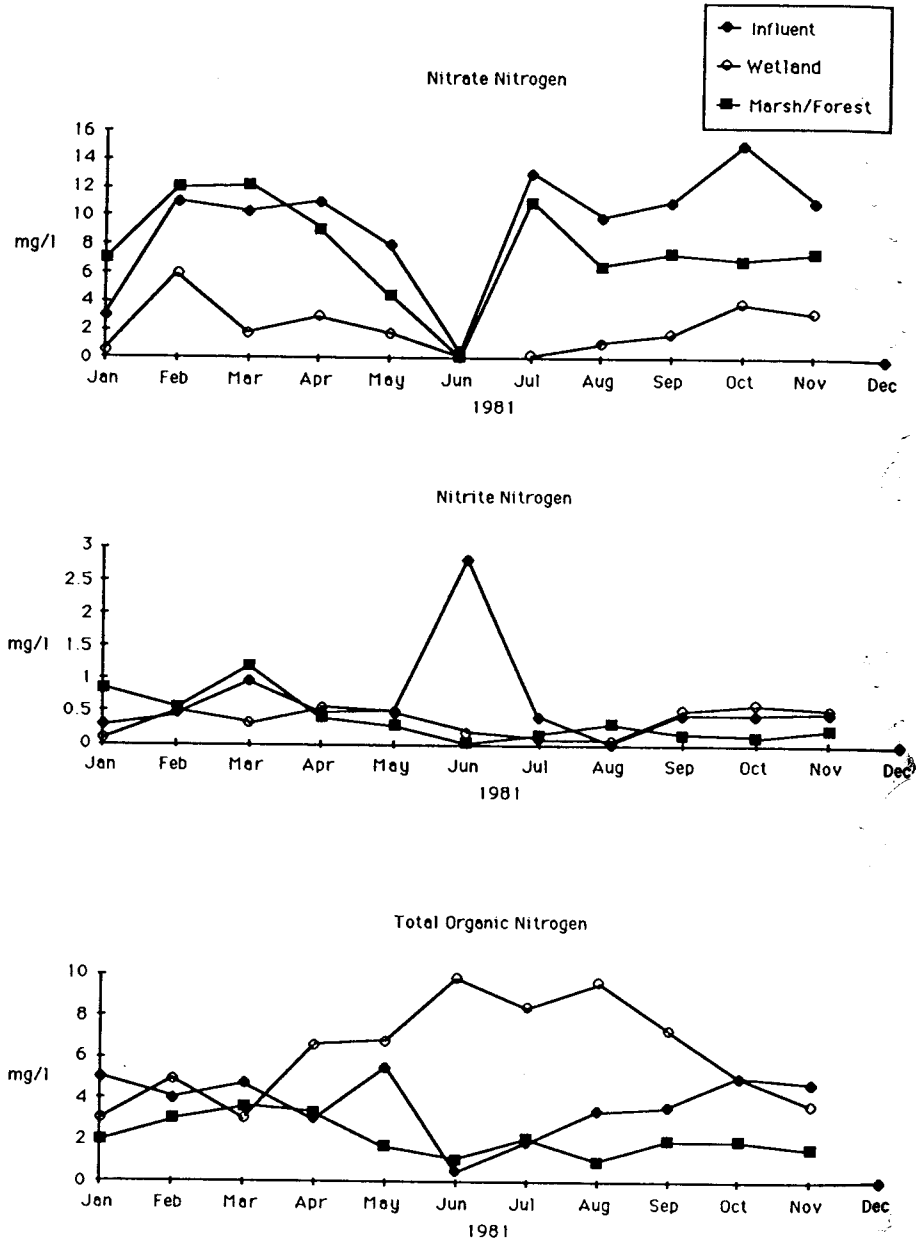 Influent
Wetland
Marsh/Forest
Nitrate Nitrogen
16
14
12
10
8
mg/l
6
4
2
0
Jan Feb Mar Apr May Jun Jul Aug Sep Oct Nov Dec
1981
Nitrite Nitrogen
3
2.5
2
mg/l 1.5
1
0.5
0
Jan Feb Mar Apr May Jun Jul Aug Sep Oct Nov Dec
1981
Total Organic Nitrogen
10
8
6
mg/l
4
2
0
Jan Feb Mar Apr May Jun Jul Aug Sep Oct Nov Dec
1981